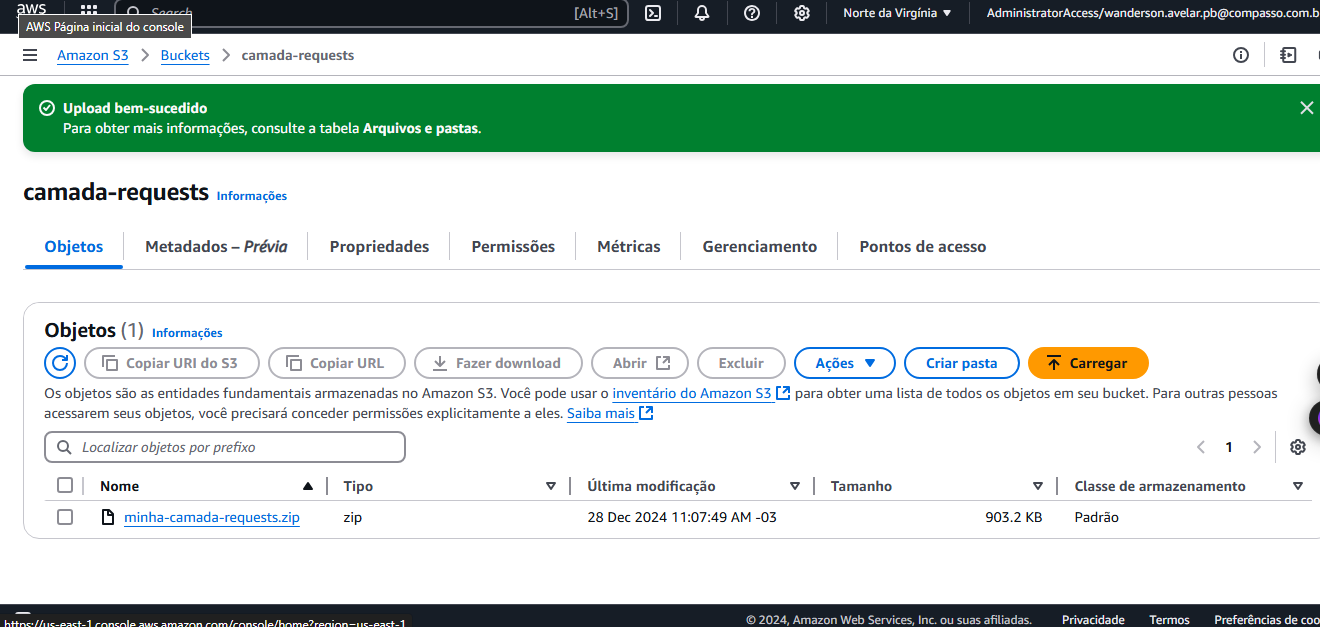 aws
Search
[Alt+S]
Norte da Virgínia
AdministratorAccess/wanderson.avelar.pb@compasso.com.b
AWS Página inicial do console
Amazon S3
Buckets
camada-requests
Upload bem-sucedido
Para obter mais informações, consulte a tabela Arquivos e pastas.
camada-requests Informações
Objetos
Metadados – Prévia
Propriedades
Permissões
Métricas
Gerenciamento
Pontos de acesso
Objetos (1) Informações
Copiar URI do S3
Copiar URL
Fazer download
Abrir
Excluir
Ações
Criar pasta
Carregar
Os objetos são as entidades fundamentais armazenadas no Amazon S3. Você pode usar o inventário do Amazon S3 para obter uma lista de todos os objetos em seu bucket. Para outras pessoas
acessarem seus objetos, você precisará conceder permissões explicitamente a eles. Saiba mais
Localizar objetos por prefixo
1
Nome
Tipo
Última modificação
Tamanho
Classe de armazenamento
minha-camada-requests.zip
zip
28 Dec 2024 11:07:49 AM -03
903.2 KB
Padrão
https://us-east-1.console.aws.amazon.com/console/home?region=us-east-1
© 2024, Amazon Web Services, Inc. ou suas afiliadas.
Privacidade
Termos
Preferências de coo